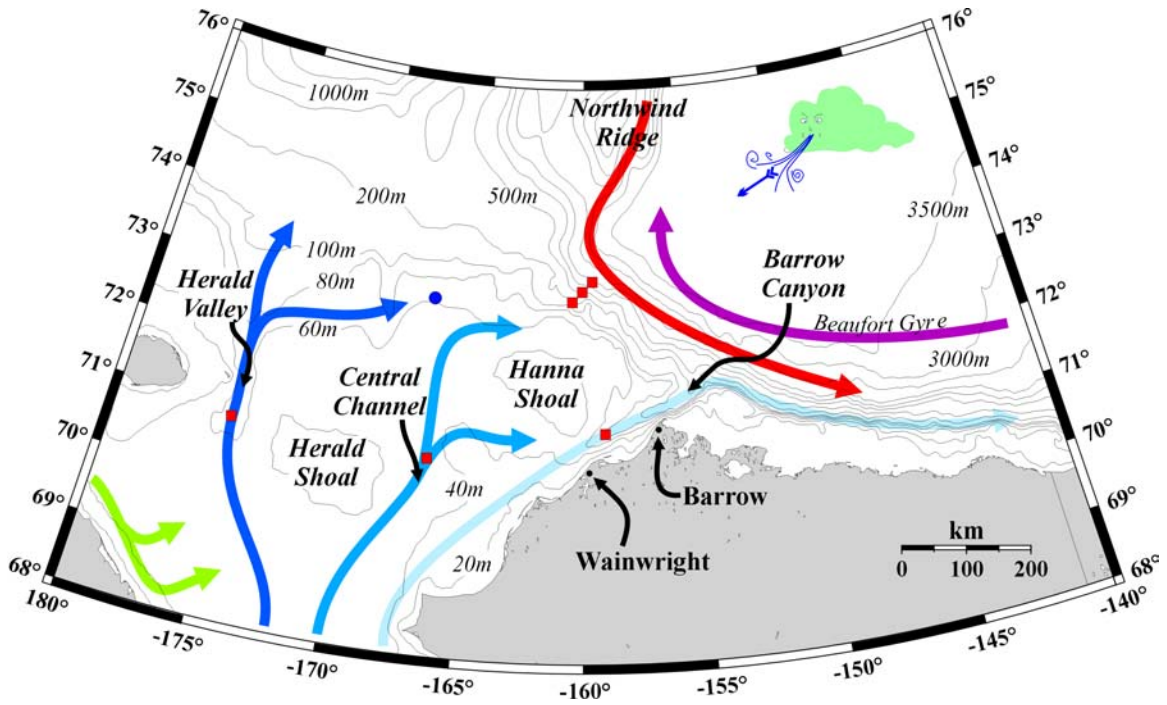 76°
76°
75°
75°
74°
74°
73°
73°
72°
72°
71°
71°
70°
70°
69°
69°
68°
68°
180°
-175°
-170°
-165°
-160°
-155°
-150°
-145°
-140°
1000m
Northwind
Ridge
200m
500m
3500m
100m
80m
60m
Herald
Valley
Barrow
Canyon
Beaufort Gyre
3000m
Central
Channel
Hanna
Shoal
Herald
Shoal
40m
20m
Barrow
Wainwright
km
0 100 200